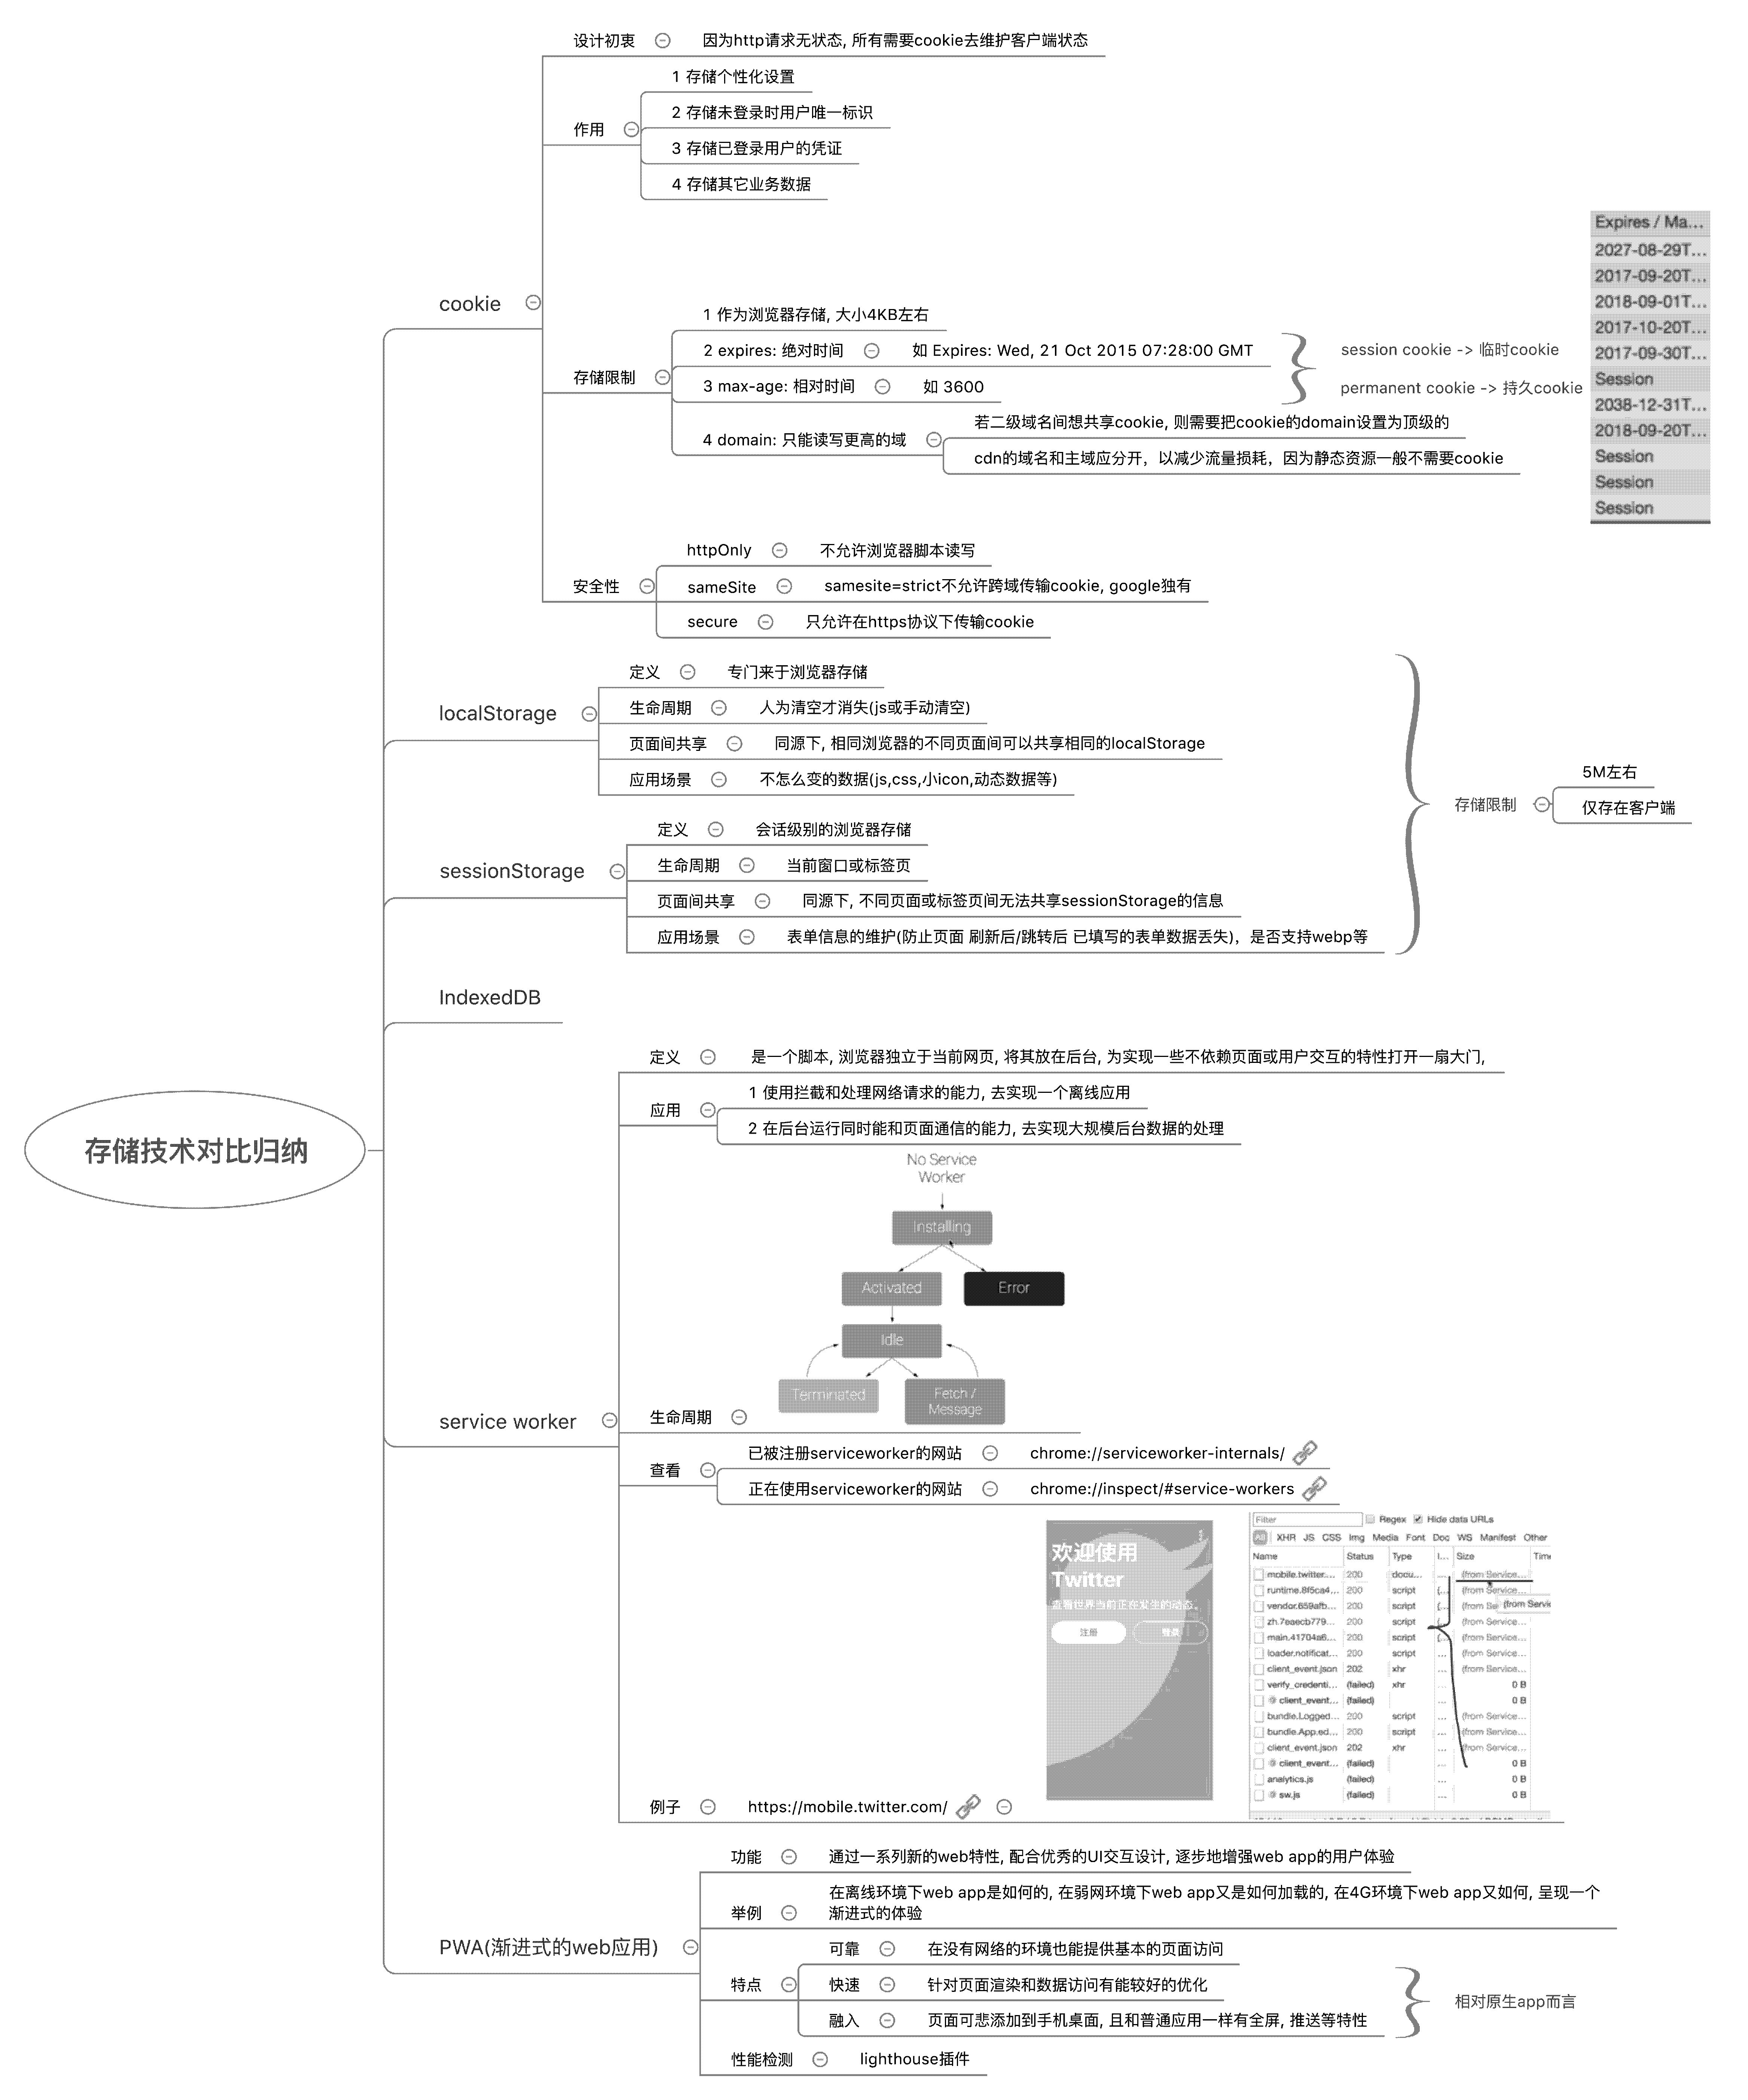 设计初衷
因为http请求无状态, 所有需要cookie去维护客户端状态
作用
1 存储个性化设置
2 存储未登录时用户唯一标识
3 存储已登录用户的凭证
4 存储其它业务数据
cookie
存储限制
1 作为浏览器存储, 大小4KB左右
2 expires: 绝对时间
如 Expires: Wed, 21 Oct 2015 07:28:00 GMT
3 max-age: 相对时间
如 3600
session cookie -> 临时cookie
permanent cookie -> 持久cookie
Expires / Ma...
2027-08-29T...
2017-09-20T...
2018-09-01T...
2017-10-20T...
2017-09-30T...
Session
2038-12-31T...
2018-09-20T...
Session
Session
Session
4 domain: 只能读写更高的域
若二级域名间想共享cookie, 则需要把cookie的domain设置为顶级的
cdn的域名和主域应分开，以减少流量损耗，因为静态资源一般不需要cookie
安全性
httpOnly
不允许浏览器脚本读写
sameSite
samesite=strict不允许跨域传输cookie, google独有
secure
只允许在https协议下传输cookie
localStorage
定义
专门来于浏览器存储
生命周期
人为清空才消失(js或手动清空)
页面间共享
同源下, 相同浏览器的不同页面间可以共享相同的localStorage
应用场景
不怎么变的数据(js,css,小icon,动态数据等)
sessionStorage
定义
会话级别的浏览器存储
生命周期
当前窗口或标签页
页面间共享
同源下, 不同页面或标签页间无法共享sessionStorage的信息
应用场景
表单信息的维护(防止页面 刷新后/跳转后 已填写的表单数据丢失)，是否支持webp等
存储限制
5M左右
仅存在客户端
IndexedDB
存储技术对比归纳
service worker
定义
是一个脚本, 浏览器独立于当前网页, 将其放在后台, 为实现一些不依赖页面或用户交互的特性打开一扇大门,
应用
1 使用拦截和处理网络请求的能力, 去实现一个离线应用
2 在后台运行同时能和页面通信的能力, 去实现大规模后台数据的处理
生命周期
No Service
Worker
Installing
Activated
Error
Idle
Terminated
Fetch /
Message
查看
已被注册serviceworker的网站
chrome://serviceworker-internals/
正在使用serviceworker的网站
chrome://inspect/#service-workers
例子
https://mobile.twitter.com/
欢迎使用
Twitter
查看世界当前正在发生的动态。
注册
登录
Filter
Regex
Hide data URLs
All XHR JS CSS Img Media Font Doc WS Manifest Other
Name Status Type I... Size Time
mobile.twitter.... 200 docu... ... (from Service...
runtime.8f5ca4... 200 script (... (from Service...
vendor.659afb... 200 script (... (from Se
(from Servic
zh.7eaecb779... 200 script (... (from Service...
main.41704a6... 200 script (... (from Service...
loader.notificat... 200 script ... (from Service...
client_event.json 202 xhr ... (from Service...
verify_credenti... (failed) xhr ... 0 B
client_event... (failed) ... 0 B
bundle.Logged... 200 script ... (from Service...
bundle.App.ed... 200 script ... (from Service...
client_event.json 202 xhr ... (from Service...
client_event... (failed) ... 0 B
analytics.js (failed) ... 0 B
sw.js (failed) ... 0 B
PWA(渐进式的web应用)
功能
通过一系列新的web特性, 配合优秀的UI交互设计, 逐步地增强web app的用户体验
举例
在离线环境下web app是如何的, 在弱网环境下web app又是如何加载的, 在4G环境下web app又如何, 呈现一个
渐进式的体验
特点
可靠
在没有网络的环境也能提供基本的页面访问
快速
针对页面渲染和数据访问有能较好的优化
融入
页面可悲添加到手机桌面, 且和普通应用一样有全屏, 推送等特性
相对原生app而言
性能检测
lighthouse插件